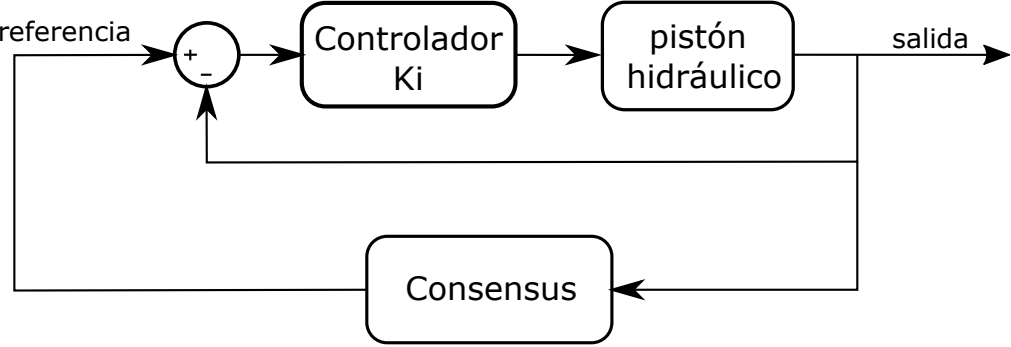 referencia
+
−
Controlador
Ki
pistón
hidráulico
salida
Consensus